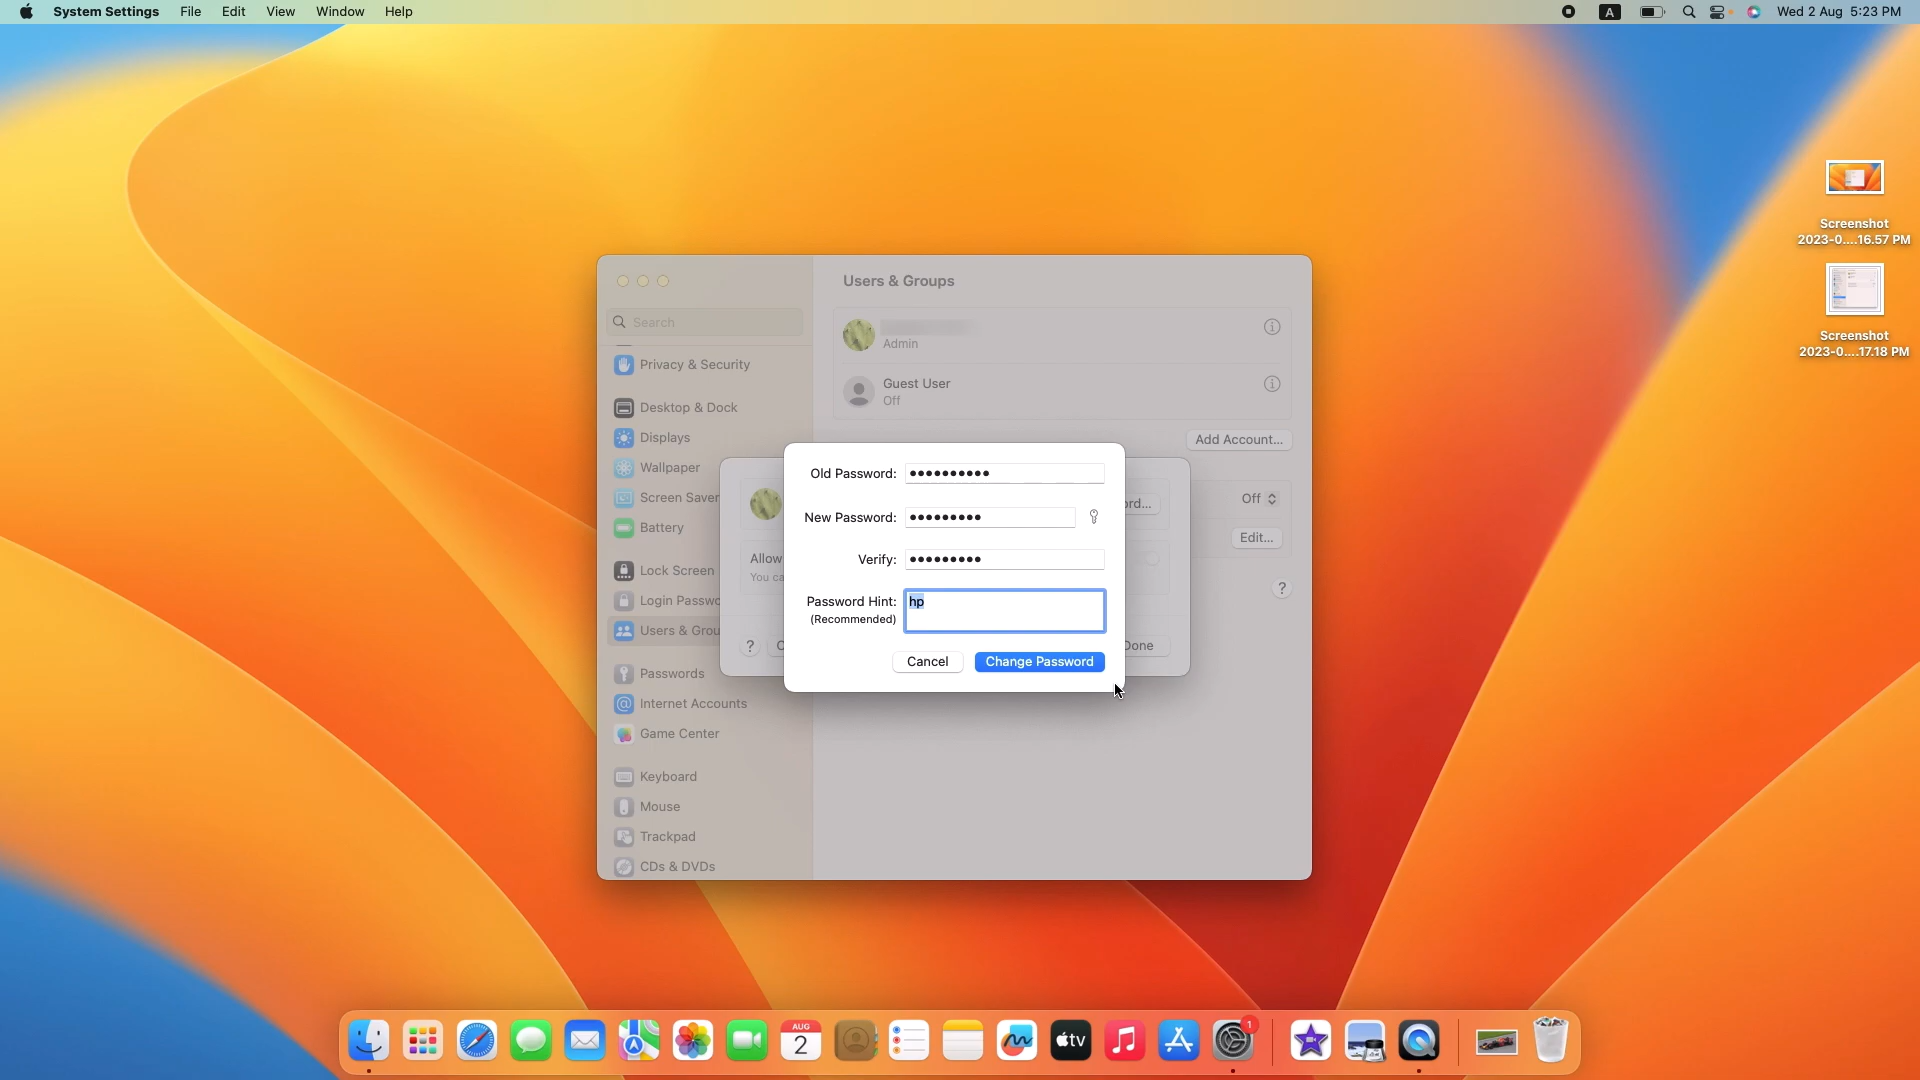 System Settings File Edit View Window Help
A
Wed 2 Aug 5:23 PM
Screenshot
2023-0....16.57 PM
Screenshot
2023-0....17.18 PM
Users & Groups
Search
Admin
Guest User
Off
Add Account...
Off
Edit...
?
Privacy & Security
Desktop & Dock
Displays
Wallpaper
Screen Saver
Battery
Lock Screen
Login Passwo
Users & Grou
Passwords
Internet Accounts
Game Center
Keyboard
Mouse
Trackpad
CDs & DVDs
ord...
Allow
You ca
?
C
Done
Old Password: ●●●●●●●●●●
New Password: ●●●●●●●●●
Verify: ●●●●●●●●●
Password Hint: hp
(Recommended)
Cancel
Change Password
AUG
2
tv
1